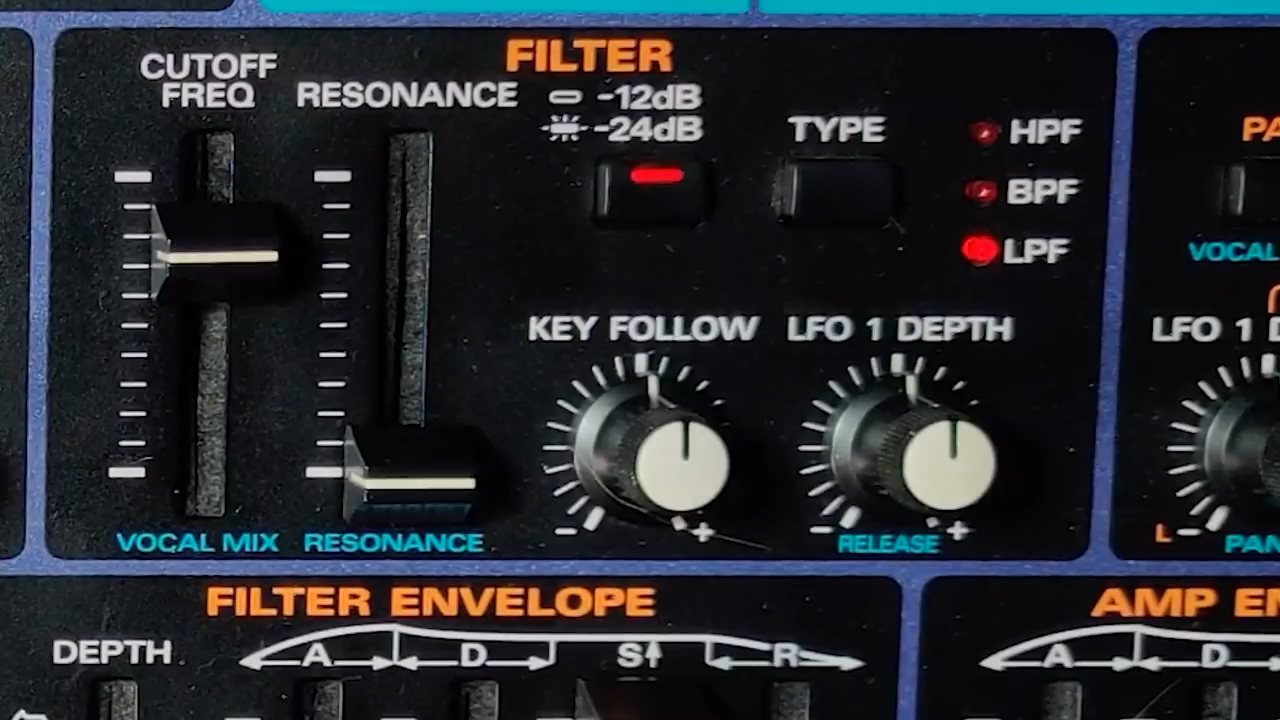 FILTER
CUTOFF
FREQ
RESONANCE
-12dB
-24dB
TYPE
HPF
BPF
LPF
KEY FOLLOW
LFO 1 DEPTH
- +
- +
VOCAL MIX
RESONANCE
RELEASE
VOCAL
LFO 1
L -
PAN
FILTER ENVELOPE
DEPTH
A D S R
AMP
A D